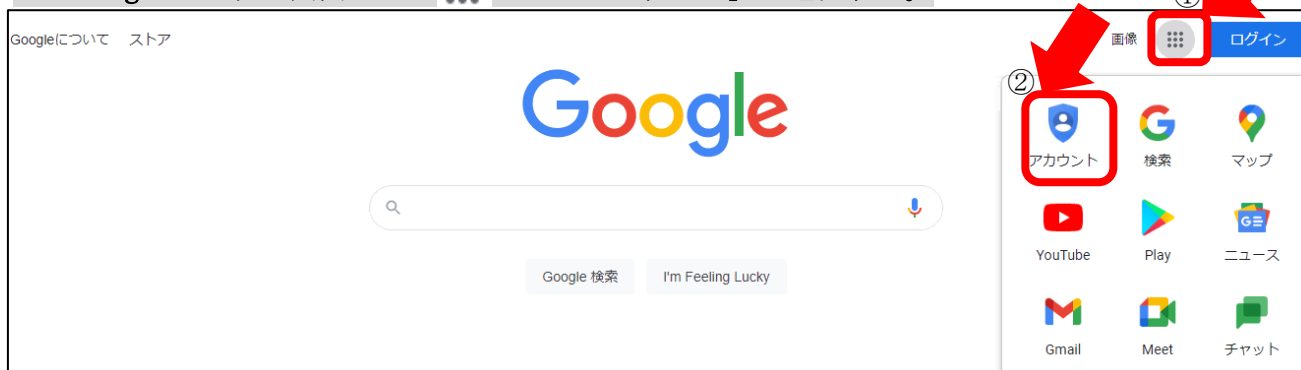 ①
Googleについて ストア
画像 ログイン
②
Google
アカウント 検索 マップ
Google 検索 I'm Feeling Lucky
YouTube Play ニュース
Gmail Meet チャット